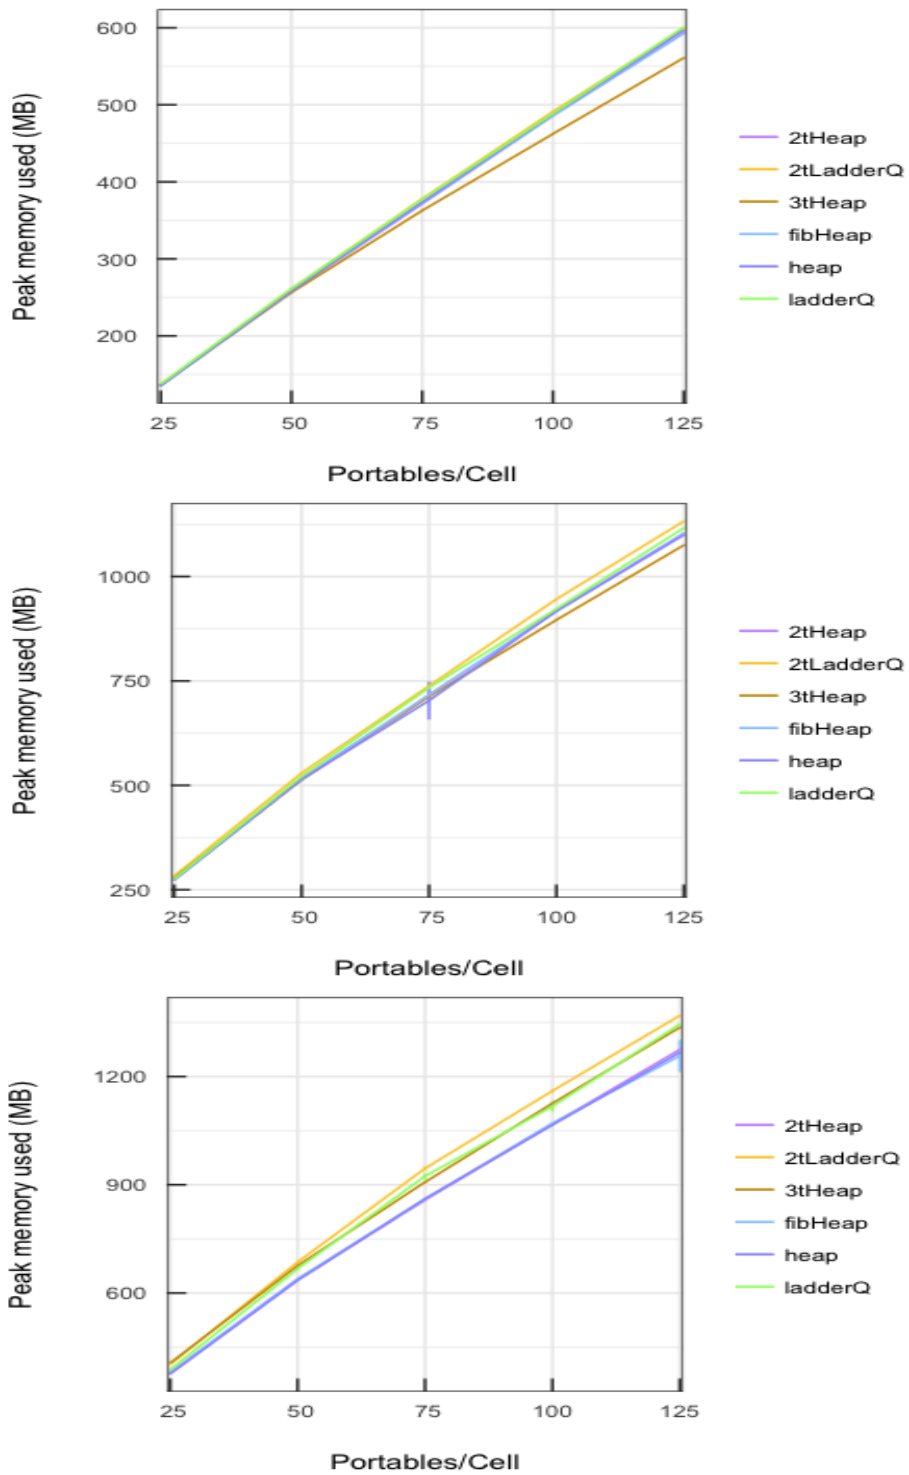 Peak memory used (MB)
600
500
400
300
200
25 50 75 100 125
Portables/Cell
2tHeap
2tLadderQ
3tHeap
fibHeap
heap
ladderQ
Peak memory used (MB)
1000
750
500
250
25 50 75 100 125
Portables/Cell
2tHeap
2tLadderQ
3tHeap
fibHeap
heap
ladderQ
Peak memory used (MB)
1200
900
600
25 50 75 100 125
Portables/Cell
2tHeap
2tLadderQ
3tHeap
fibHeap
heap
ladderQ